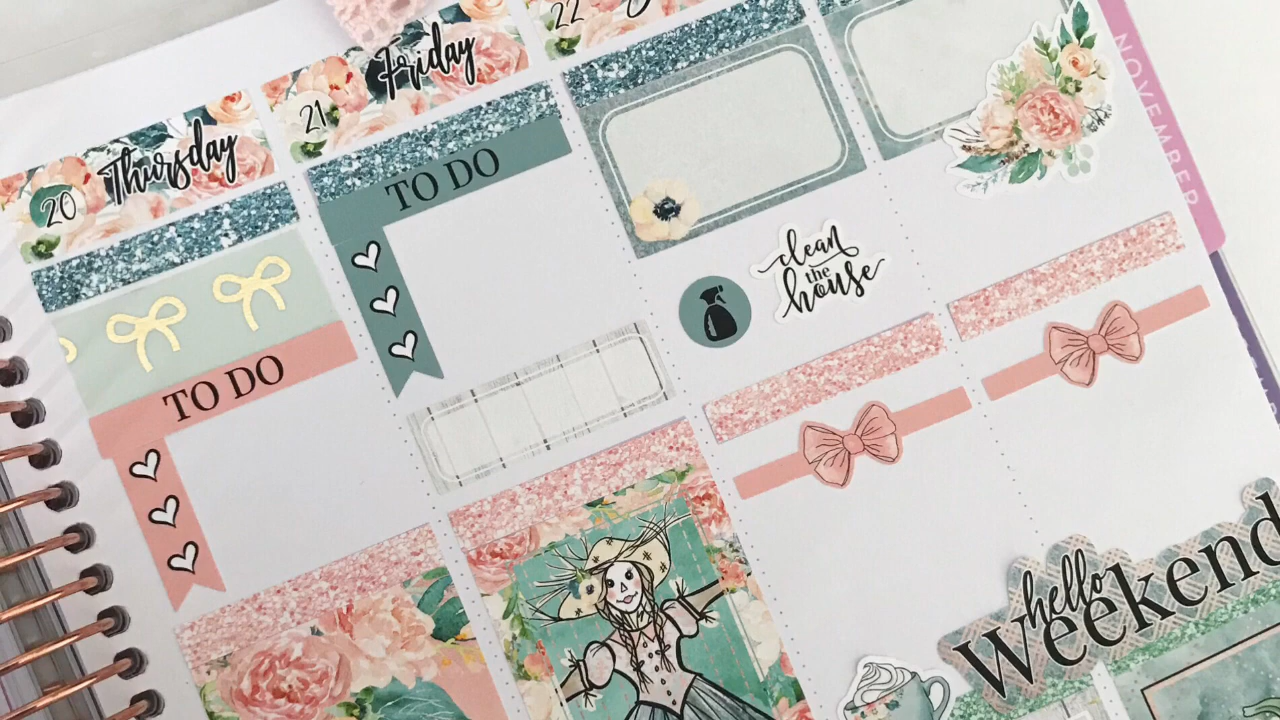 20
Thursday
21
Friday
22
TO DO
TO DO
clean
the
house
NOVEMBER
hello
Weekend